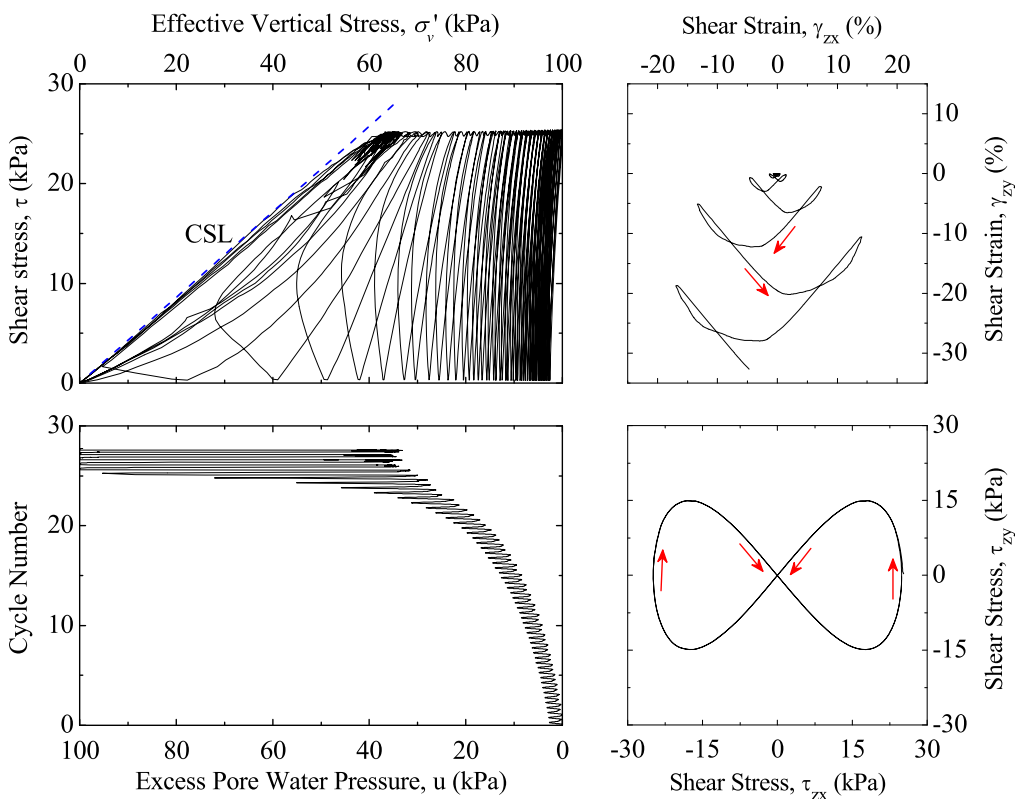 Effective Vertical Stress, σv' (kPa)
0 20 40 60 80 100
30
20
10
0
Shear stress, τ (kPa)
CSL
Shear Strain, γzx (%)
-20 -10 0 10 20
10
0
-10
-20
-30
Shear Strain, γzy (%)
30
20
10
0
Cycle Number
100 80 60 40 20 0
Excess Pore Water Pressure, u (kPa)
30
15
0
-15
-30
Shear Stress, τzy (kPa)
-30 -15 0 15 30
Shear Stress, τzx (kPa)